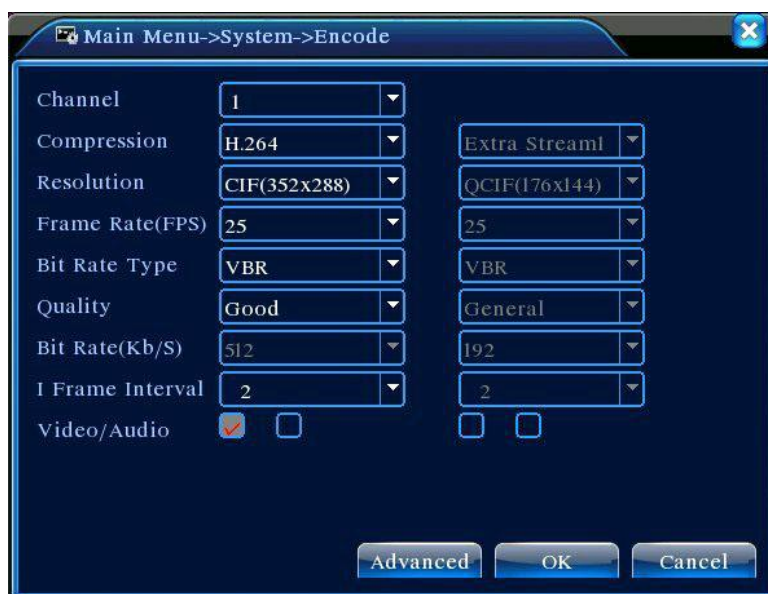 Main Menu->System->Encode
Channel 1
Compression H.264 Extra Stream1
Resolution CIF(352x288) QCIF(176x144)
Frame Rate(FPS) 25 25
Bit Rate Type VBR VBR
Quality Good General
Bit Rate(Kb/S) 512 192
I Frame Interval 2 2
Video/Audio
Advanced OK Cancel